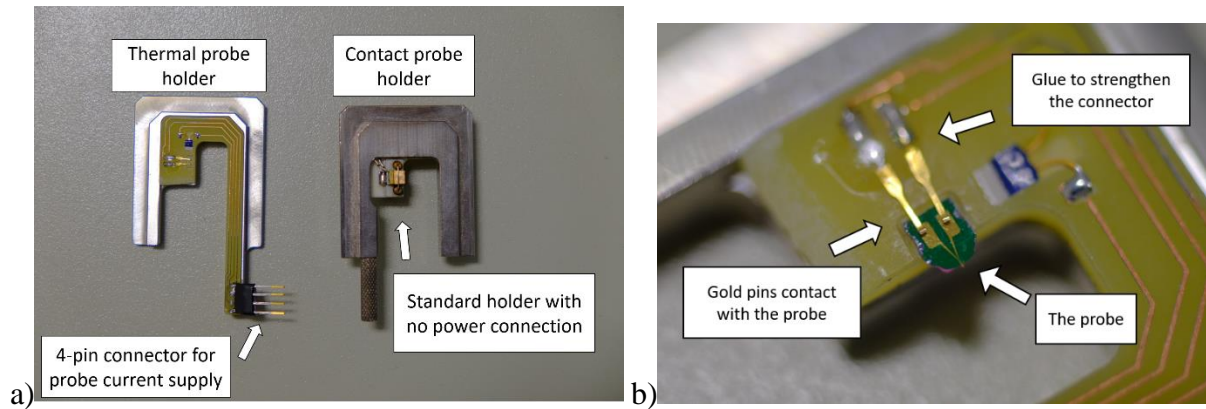 Thermal probe
holder
Contact probe
holder
Standard holder with
no power connection
4-pin connector for
probe current supply
a)
Glue to strengthen
the connector
Gold pins contact
with the probe
The probe
b)